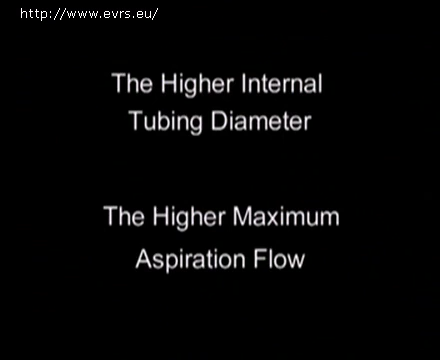 http://www.evrs.eu/
The Higher Internal
Tubing Diameter
The Higher Maximum
Aspiration Flow